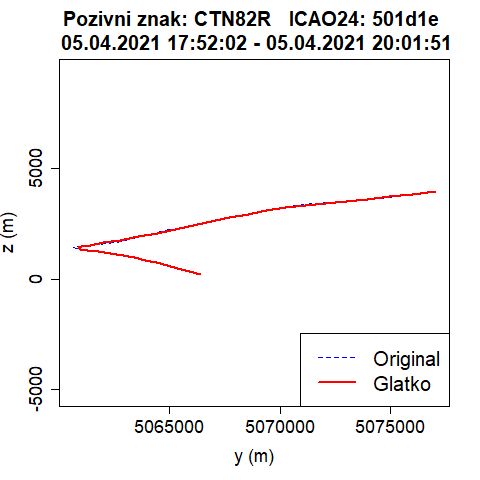 Pozivni znak: CTN82R   ICAO24: 501d1e
05.04.2021 17:52:02 - 05.04.2021 20:01:51
z (m)
5000
0
-5000
Original
Glatko
5065000
5070000
5075000
y (m)